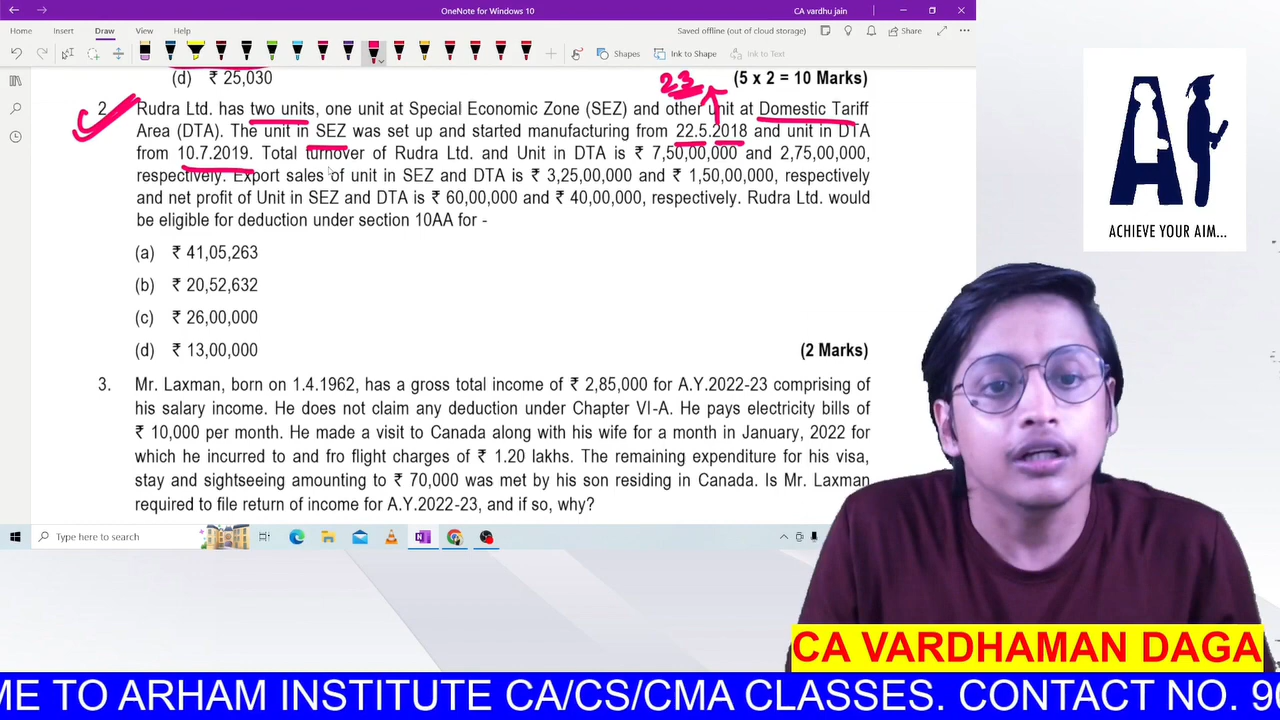 OneNote for Windows 10
CA vardhu jain
Home Insert Draw View Help
Saved offline (out of cloud storage)
Share
Shapes Ink to Shape Ink to Text
(d) ₹ 25,030 (5 x 2 = 10 Marks)
23
2. Rudra Ltd. has two units, one unit at Special Economic Zone (SEZ) and other unit at Domestic Tariff
Area (DTA). The unit in SEZ was set up and started manufacturing from 22.5.2018 and unit in DTA
from 10.7.2019. Total turnover of Rudra Ltd. and Unit in DTA is ₹ 7,50,00,000 and 2,75,00,000,
respectively. Export sales of unit in SEZ and DTA is ₹ 3,25,00,000 and ₹ 1,50,00,000, respectively
and net profit of Unit in SEZ and DTA is ₹ 60,00,000 and ₹ 40,00,000, respectively. Rudra Ltd. would
be eligible for deduction under section 10AA for -
(a) ₹ 41,05,263
(b) ₹ 20,52,632
(c) ₹ 26,00,000
(d) ₹ 13,00,000 (2 Marks)
3. Mr. Laxman, born on 1.4.1962, has a gross total income of ₹ 2,85,000 for A.Y.2022-23 comprising of
his salary income. He does not claim any deduction under Chapter VI-A. He pays electricity bills of
₹ 10,000 per month. He made a visit to Canada along with his wife for a month in January, 2022 for
which he incurred to and fro flight charges of ₹ 1.20 lakhs. The remaining expenditure for his visa,
stay and sightseeing amounting to ₹ 70,000 was met by his son residing in Canada. Is Mr. Laxman
required to file return of income for A.Y.2022-23, and if so, why?
Type here to search
A
ACHIEVE YOUR AIM...
CA VARDHAMAN DAGA
ME TO ARHAM INSTITUTE CA/CS/CMA CLASSES. CONTACT NO. 9